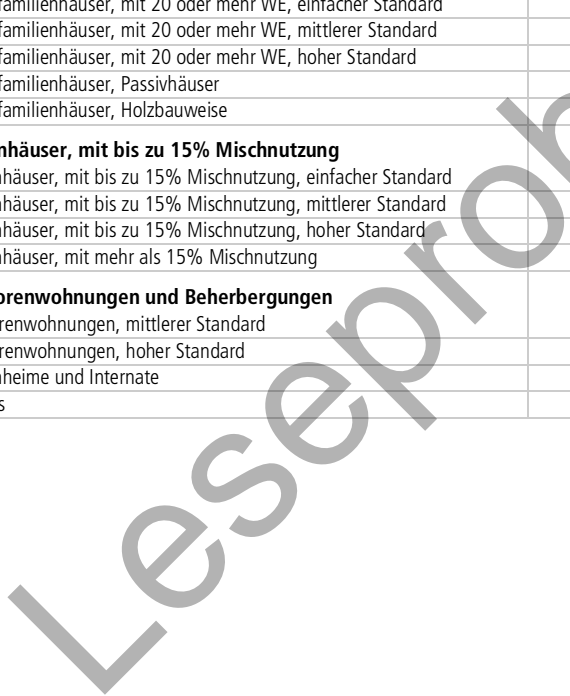 familienhäuser, mit 20 oder mehr WE, einfacher Standard
familienhäuser, mit 20 oder mehr WE, mittlerer Standard
familienhäuser, mit 20 oder mehr WE, hoher Standard
familienhäuser, Passivhäuser
familienhäuser, Holzbauweise
nhäuser, mit bis zu 15% Mischnutzung
nhäuser, mit bis zu 15% Mischnutzung, einfacher Standard
nhäuser, mit bis zu 15% Mischnutzung, mittlerer Standard
nhäuser, mit bis zu 15% Mischnutzung, hoher Standard
nhäuser, mit mehr als 15% Mischnutzung
orenwohnungen und Beherbergungen
renwohnungen, mittlerer Standard
renwohnungen, hoher Standard
nheime und Internate
s
Leseprob